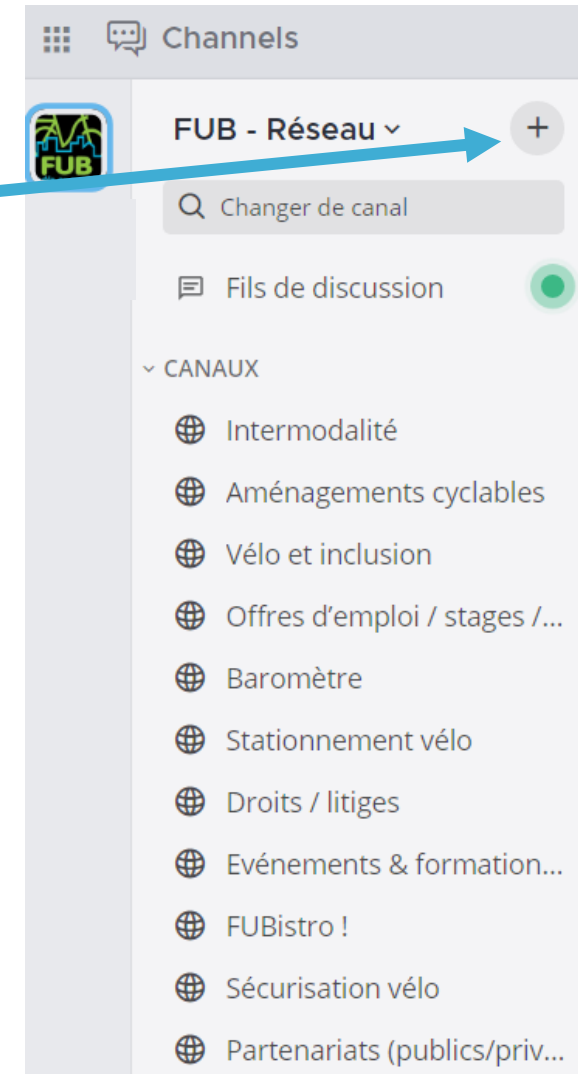 Channels
FUB
FUB - Réseau
Changer de canal
Fils de discussion
CANAUX
Intermodalité
Aménagements cyclables
Vélo et inclusion
Offres d’emploi / stages /...
Baromètre
Stationnement vélo
Droits / litiges
Evénements & formation...
FUBistro !
Sécurisation vélo
Partenariats (publics/priv...